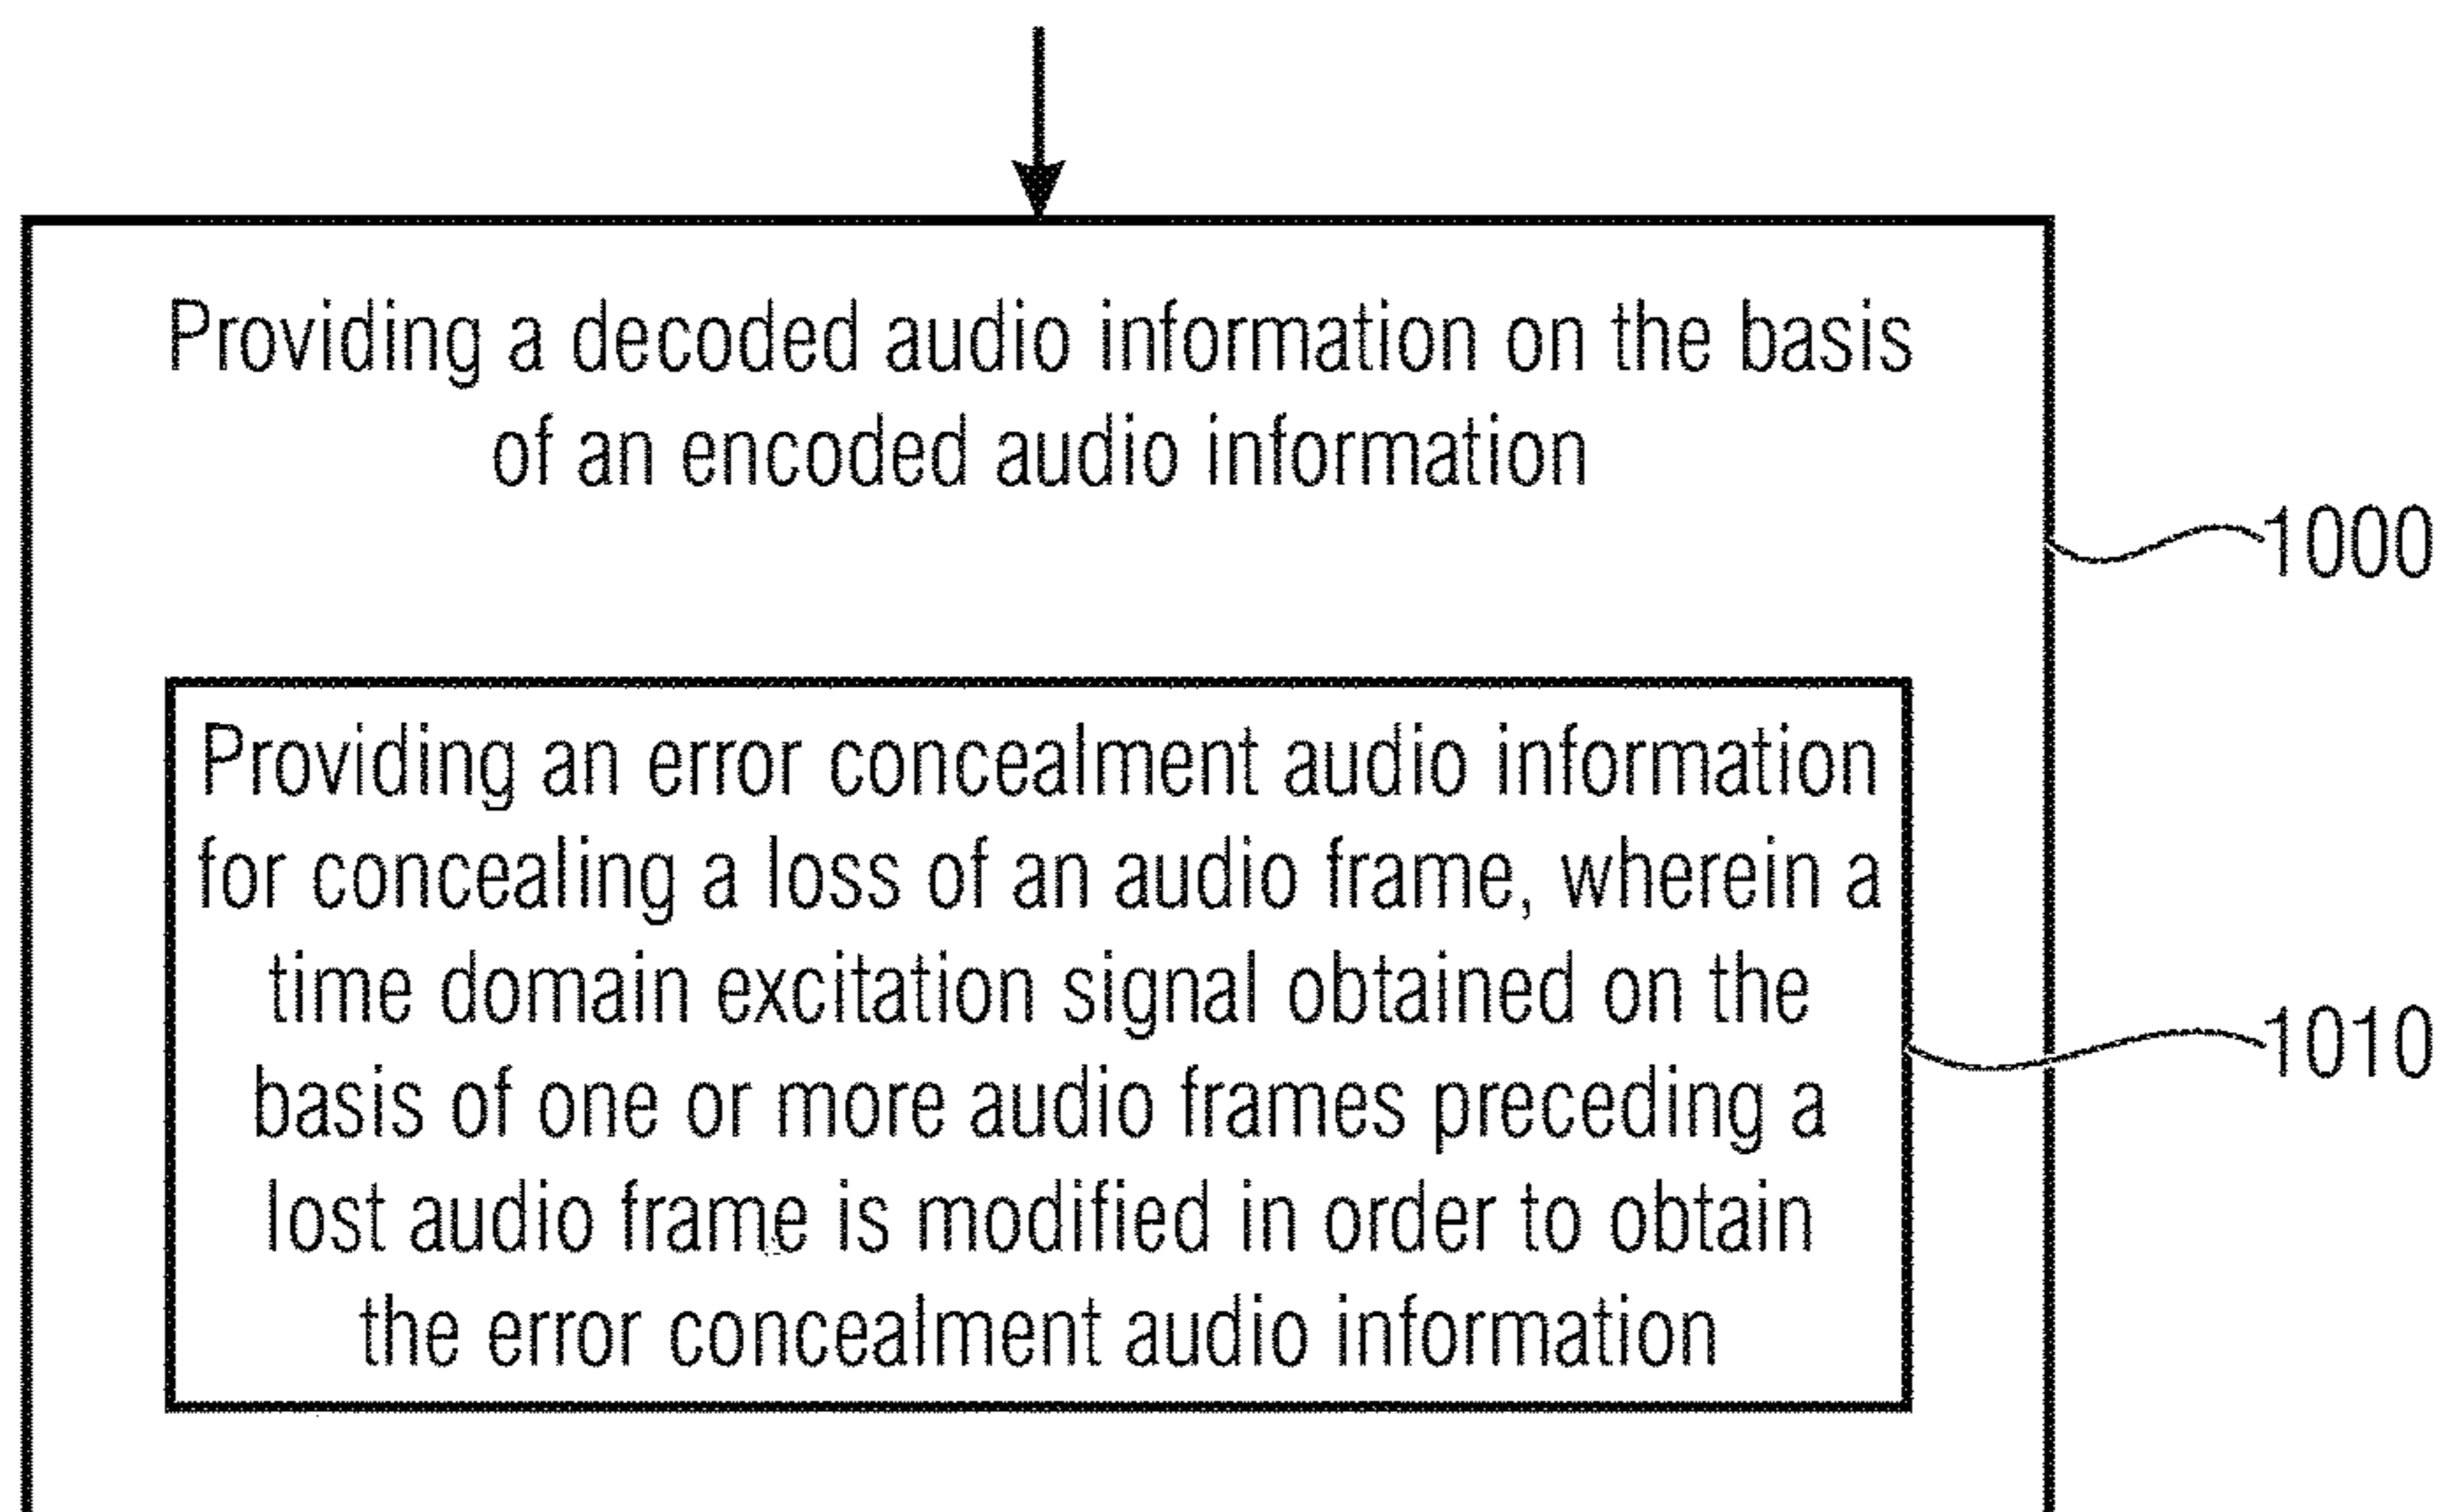 Providing a decoded audio information on the basis
of an encoded audio information
1000
Providing an error concealment audio information
for concealing a loss of an audio frame, wherein a
time domain excitation signal obtained on the
basis of one or more audio frames preceding a
lost audio frame is modified in order to obtain
the error concealment audio information
1010